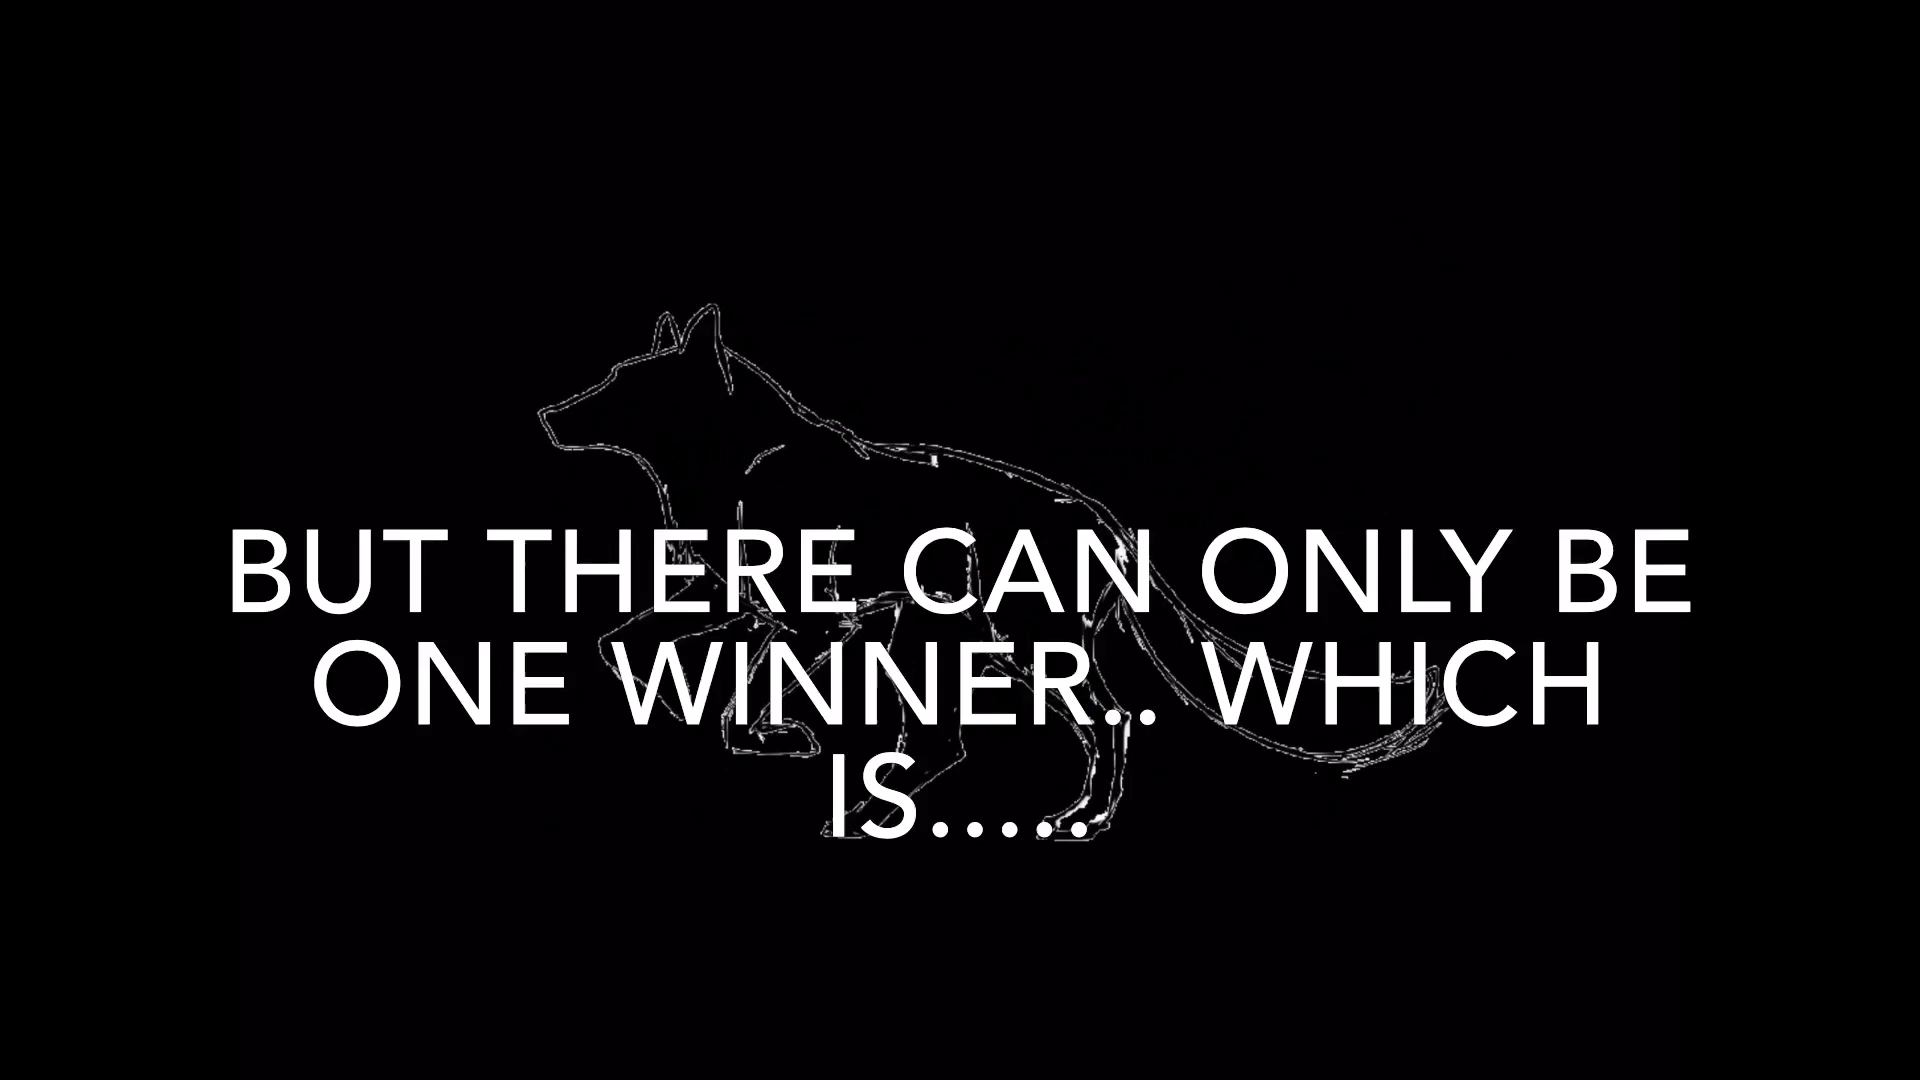 BUT THERE CAN ONLY BE
ONE WINNER.. WHICH
IS.....